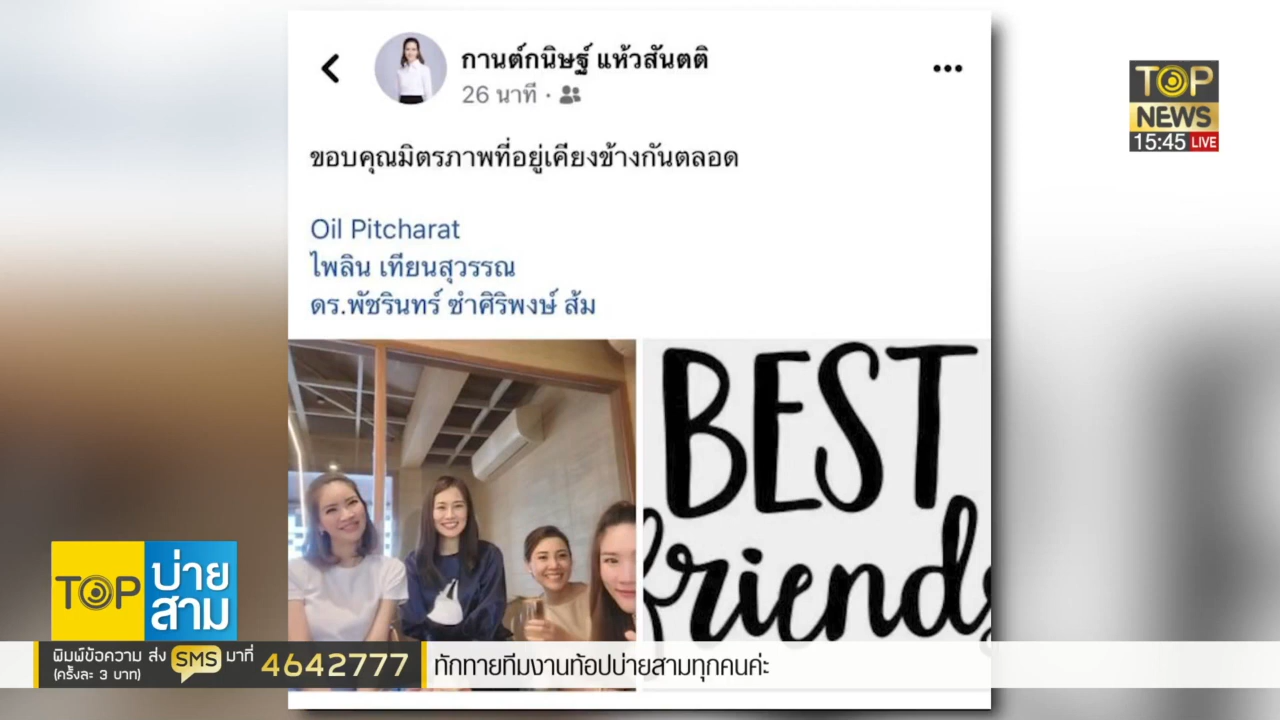 กานต์กนิษฐ์ แห้วสันตติ
26 นาที ·
ขอบคุณมิตรภาพที่อยู่เคียงข้างกันตลอด
Oil Pitcharat
ไพลิน เทียนสุวรรณ
ดร.พัชรินทร์ ซำศิริพงษ์ ส้ม
BEST
friends
TOP
NEWS
15:45 LIVE
TOP บ่าย
สาม
พิมพ์ข้อความ ส่ง SMS มาที่ 4642777
(ครั้งละ 3 บาท)
ทักทายทีมงานท้อปบ่ายสามทุกคนค่ะ